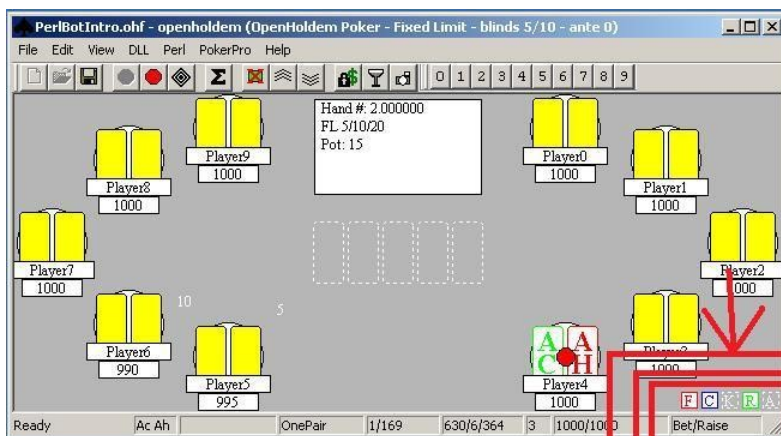 PerlBotIntro.ohf - openholdem (OpenHoldem Poker - Fixed Limit - blinds 5/10 - ante 0)
File Edit View DLL Perl PokerPro Help
0 1 2 3 4 5 6 7 8 9
Hand #: 2.000000
FL 5/10/20
Pot: 15
Player9
1000
Player0
1000
Player8
1000
Player1
1000
Player7
1000
Player2
1000
10
5
Player6
990
Player3
1000
A A
C H
Player5
995
Player4
1000
F C K R A
Ready Ac Ah OnePair 1/169 630/6/364 3 1000/1000 Bet/Raise